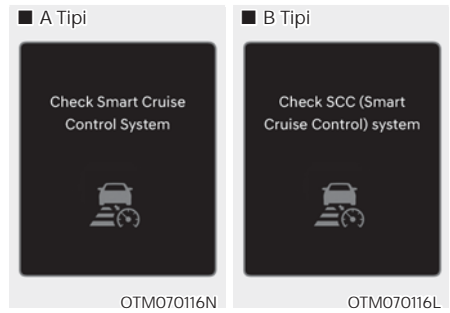 ■ A Tipi
Check Smart Cruise
Control System
OTM070116N
■ B Tipi
Check SCC (Smart
Cruise Control) system
OTM070116L